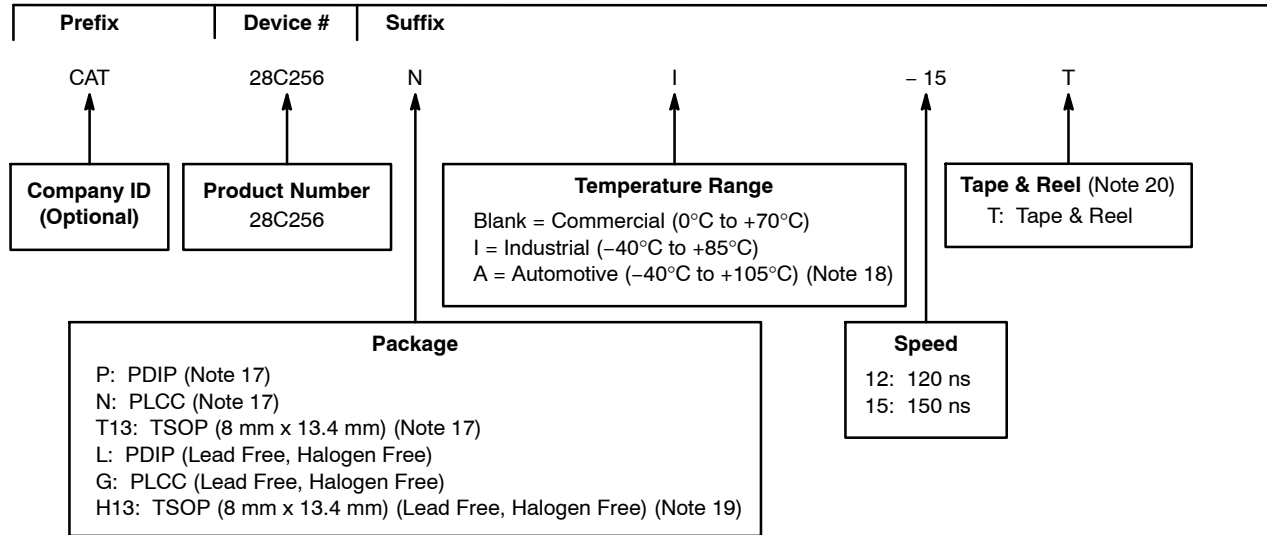 Prefix Device # Suffix
CAT 28C256 N I – 15 T
Company ID
(Optional)
Product Number
28C256
Temperature Range
Blank = Commercial (0°C to +70°C)
I = Industrial (−40°C to +85°C)
A = Automotive (−40°C to +105°C) (Note 18)
Tape & Reel (Note 20)
T: Tape & Reel
Package
P: PDIP (Note 17)
N: PLCC (Note 17)
T13: TSOP (8 mm x 13.4 mm) (Note 17)
L: PDIP (Lead Free, Halogen Free)
G: PLCC (Lead Free, Halogen Free)
H13: TSOP (8 mm x 13.4 mm) (Lead Free, Halogen Free) (Note 19)
Speed
12: 120 ns
15: 150 ns